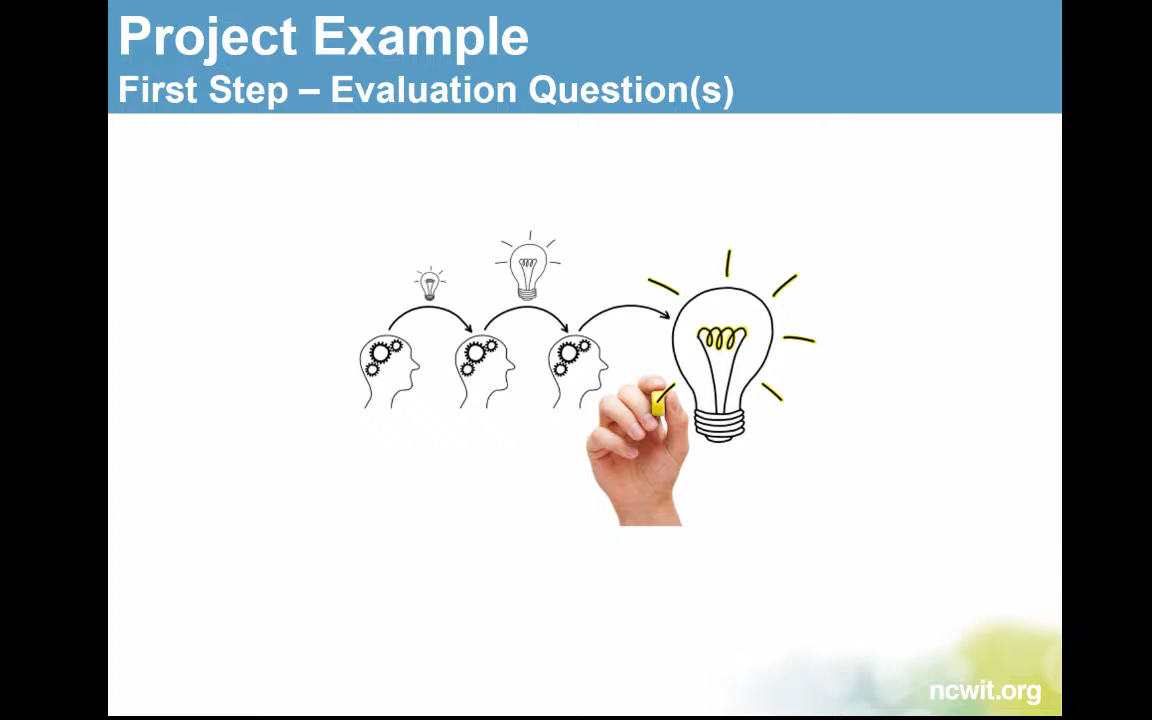 Project Example
First Step – Evaluation Question(s)
ncwit.org